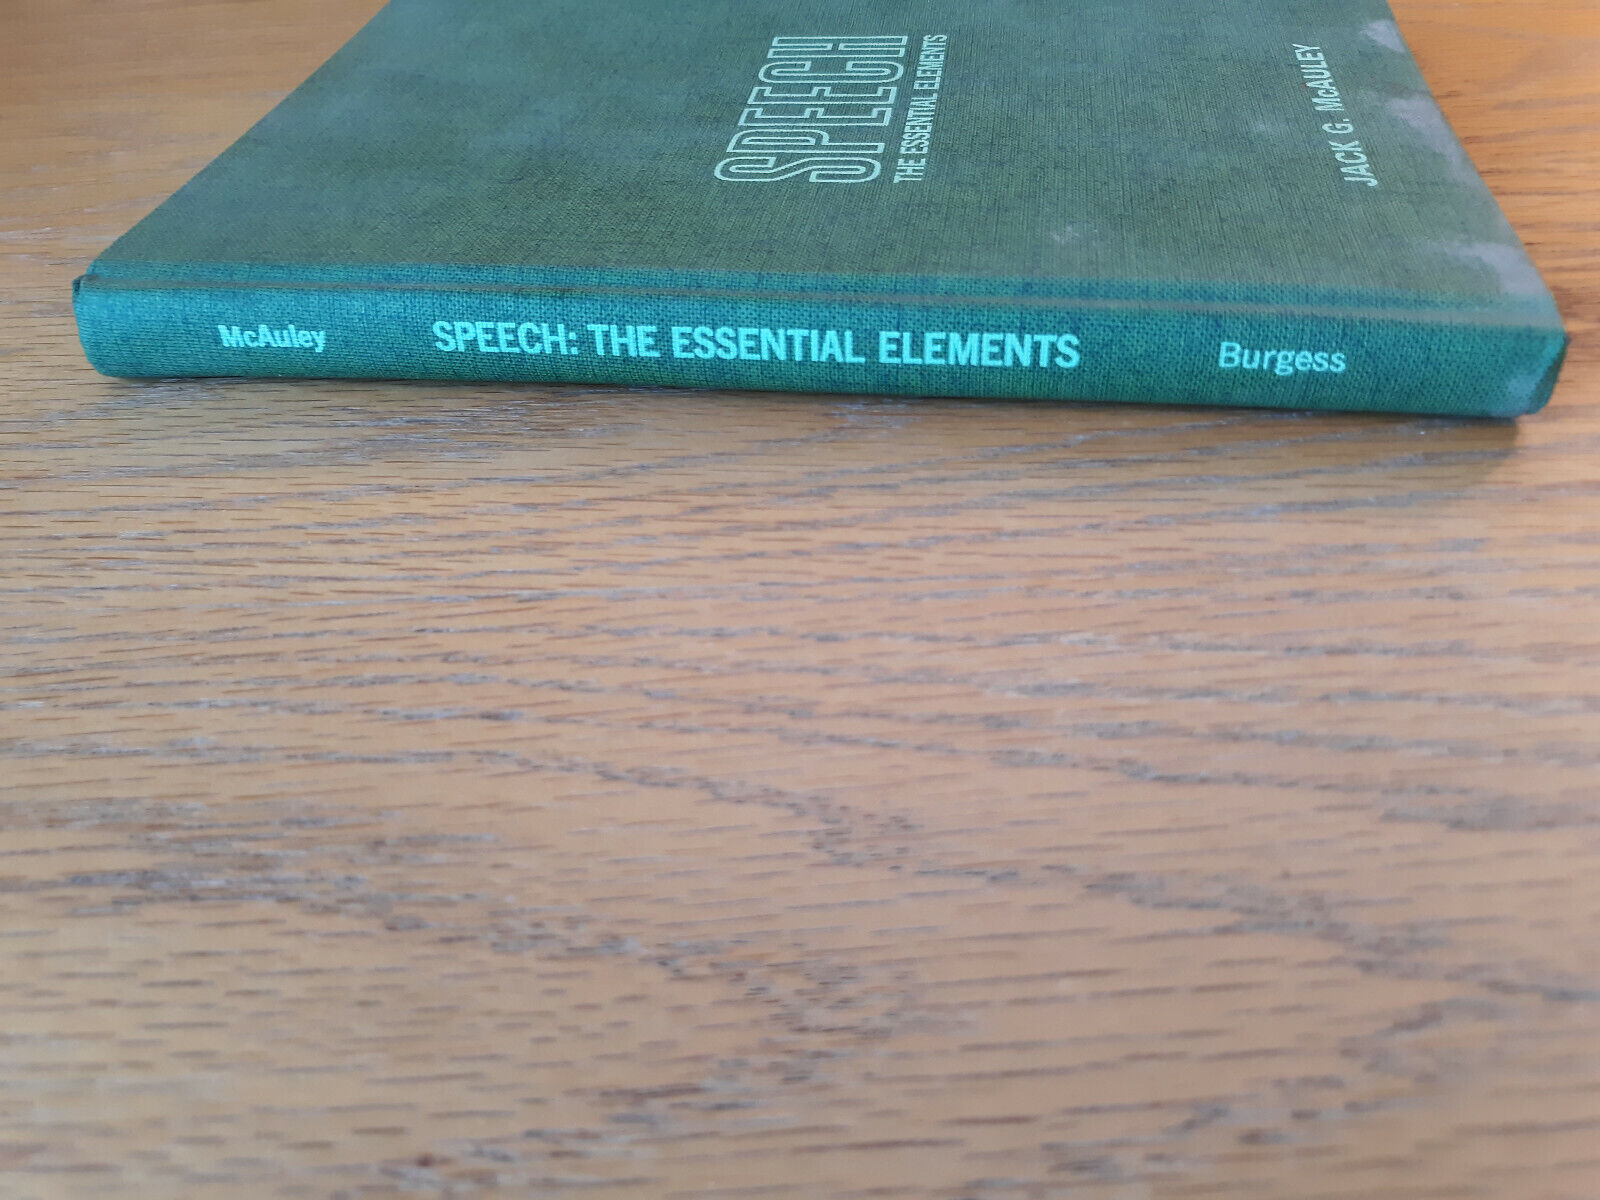 SPEECH
THE ESSENTIAL ELEMENTS
JACK G. McAULEY
McAuley SPEECH: THE ESSENTIAL ELEMENTS Burgess